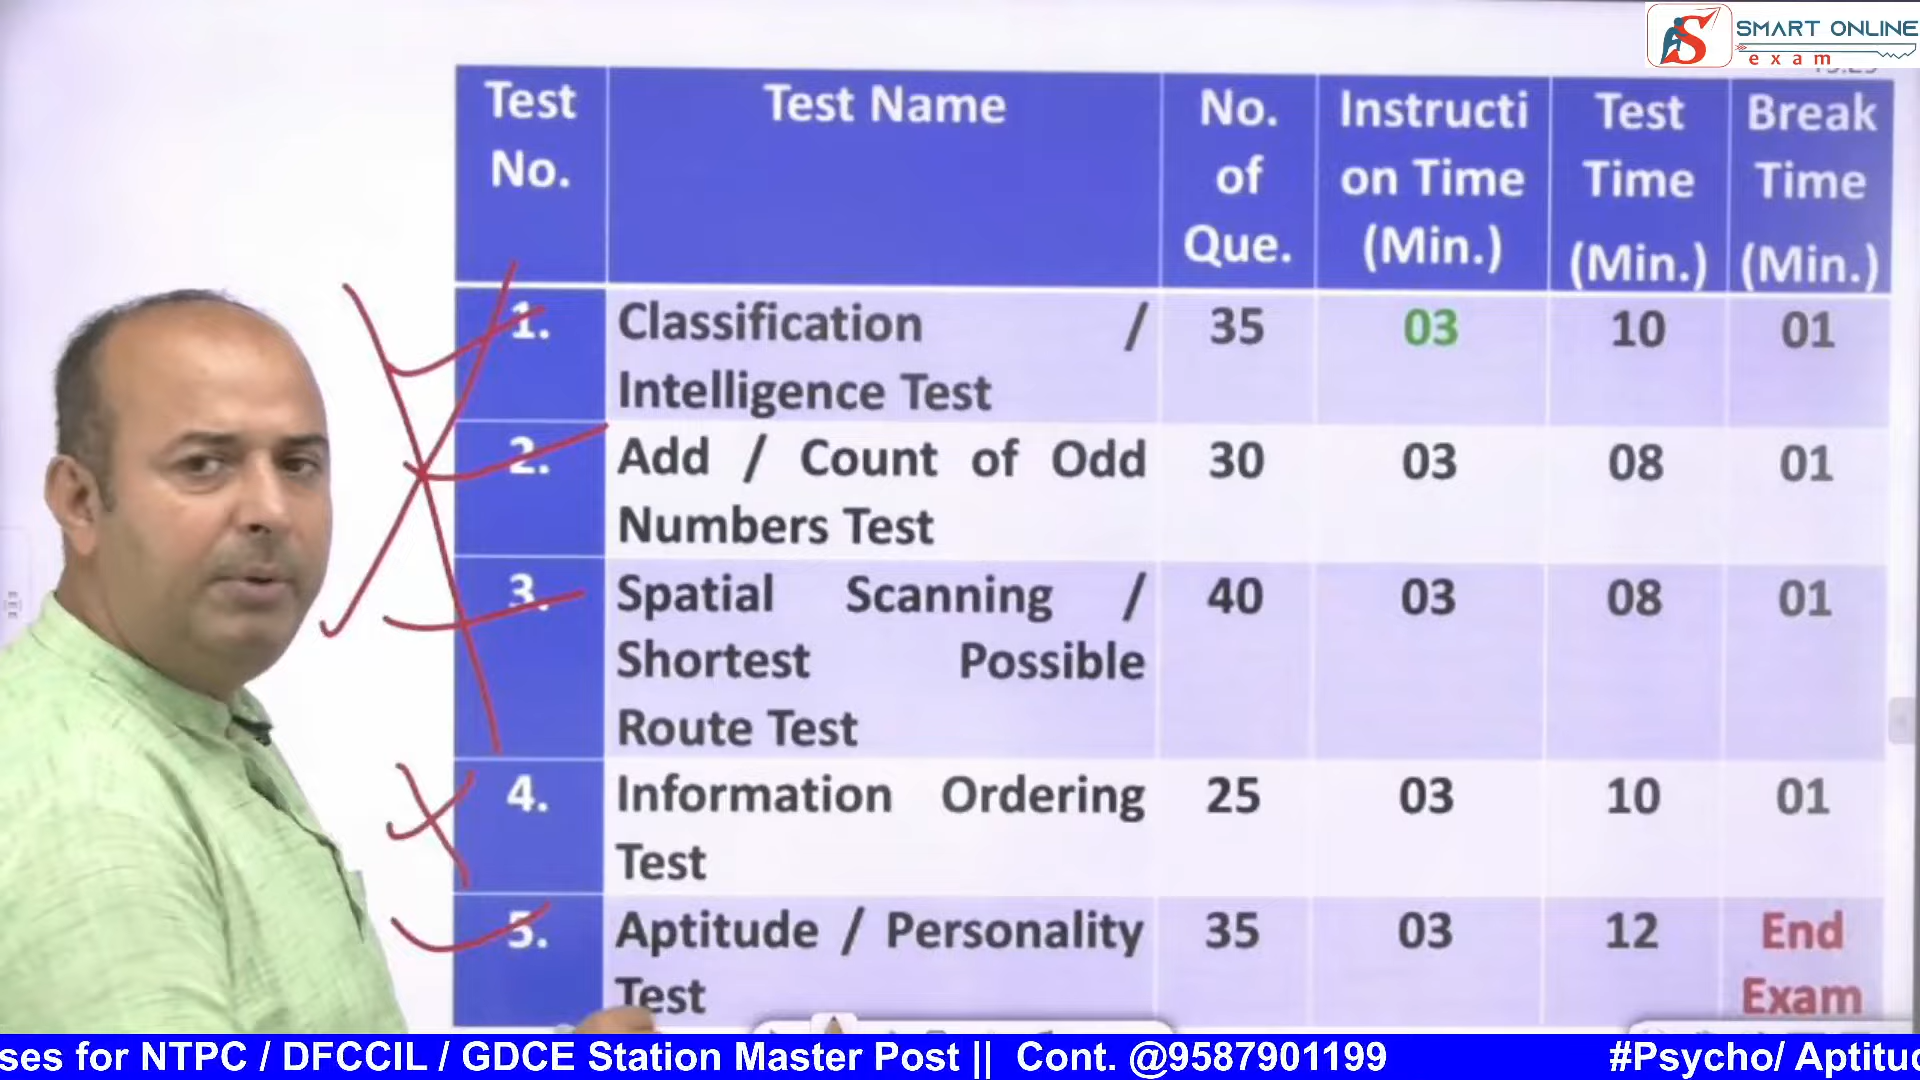 SMART ONLINE
exam
Test No.
Test Name
No. of Que.
Instructi on Time (Min.)
Test Time (Min.)
Break Time (Min.)
1.
Classification /
Intelligence Test
35
03
10
01
2.
Add / Count of Odd
Numbers Test
30
03
08
01
3.
Spatial Scanning /
Shortest Possible
Route Test
40
03
08
01
4.
Information Ordering
Test
25
03
10
01
5.
Aptitude / Personality
Test
35
03
12
End
Exam
ses for NTPC / DFCCIL / GDCE Station Master Post || Cont. @9587901199 #Psycho/ Aptitu